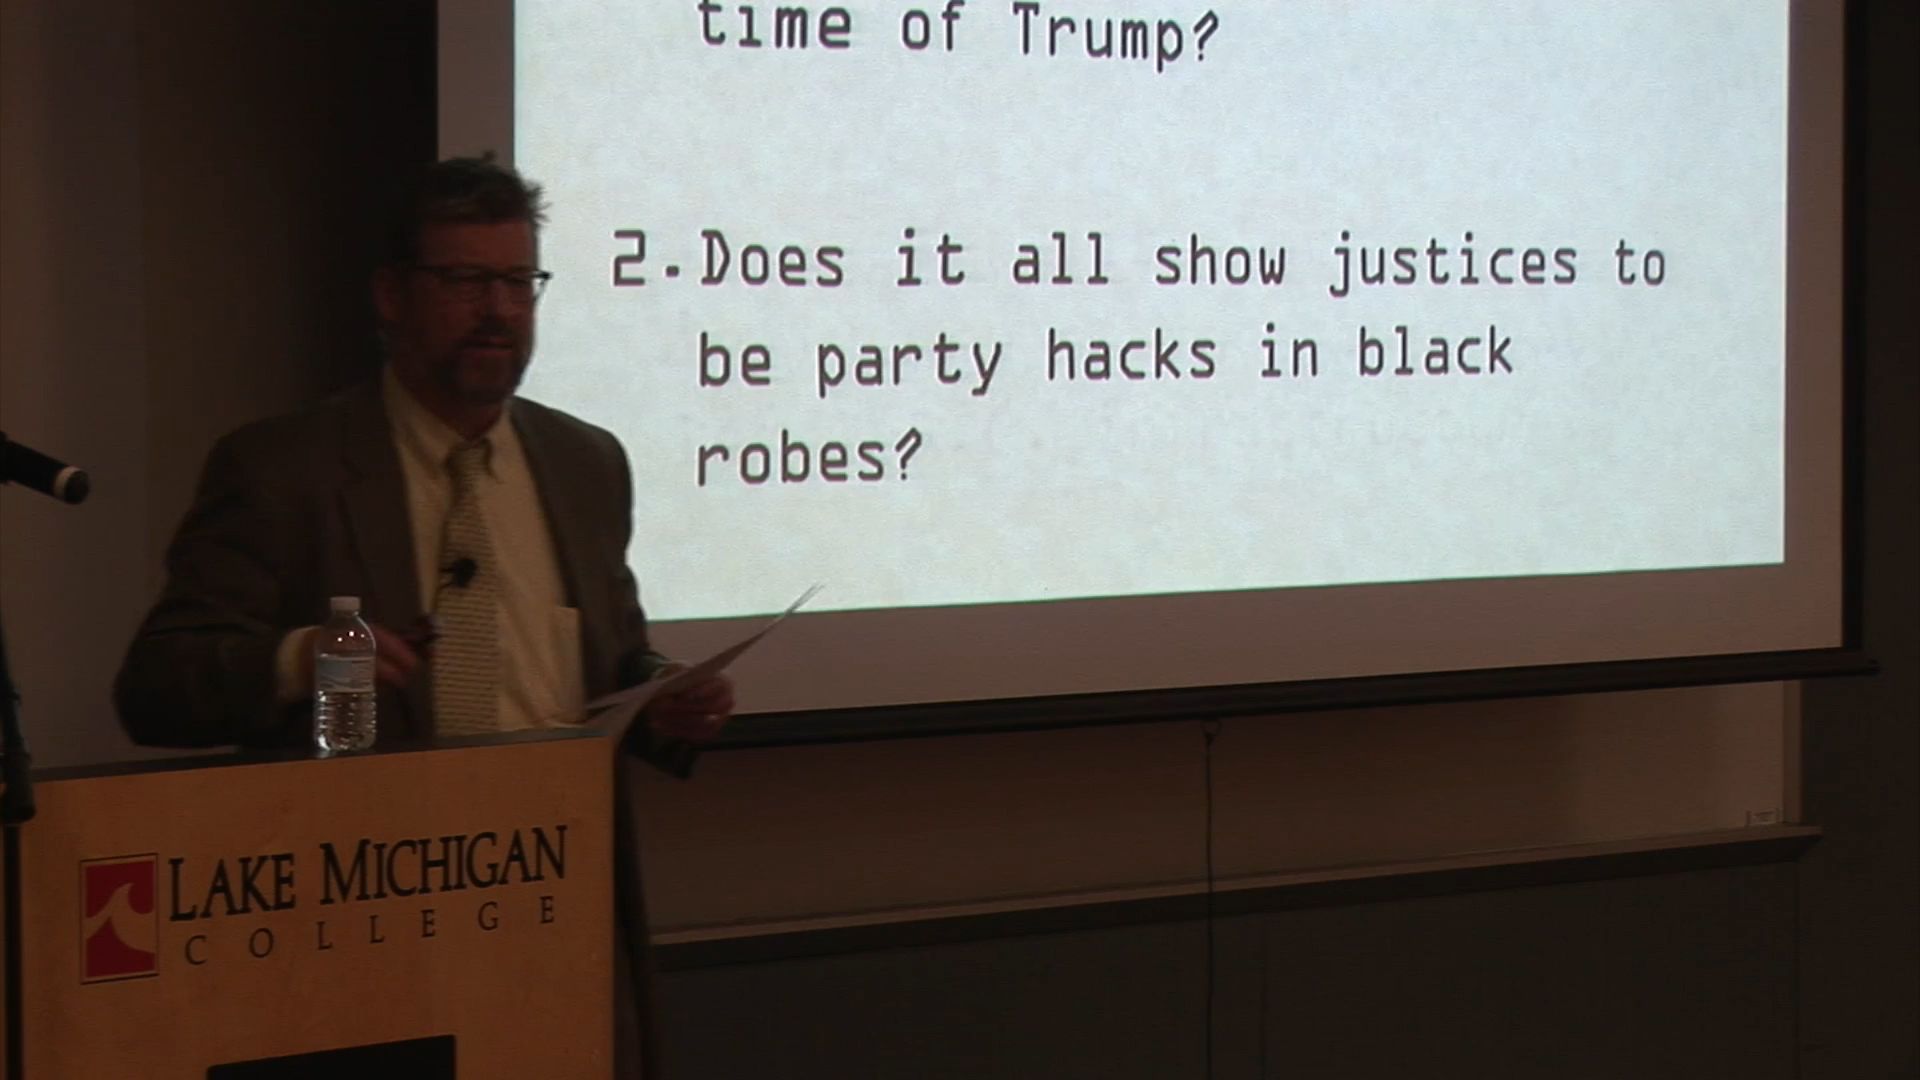 time of Trump?
2. Does it all show justices to
be party hacks in black
robes?
LAKE MICHIGAN
COLLEGE